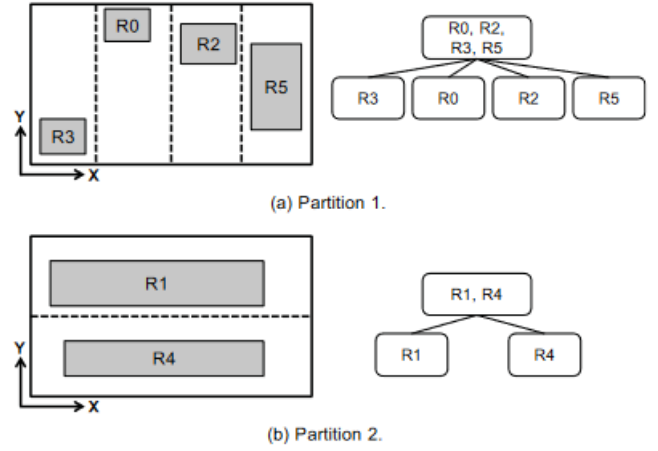 R0
R2
R5
R3
Y
X
R0, R2,
R3, R5
R3 R0 R2 R5
(a) Partition 1.
R1
R4
Y
X
R1, R4
R1 R4
(b) Partition 2.